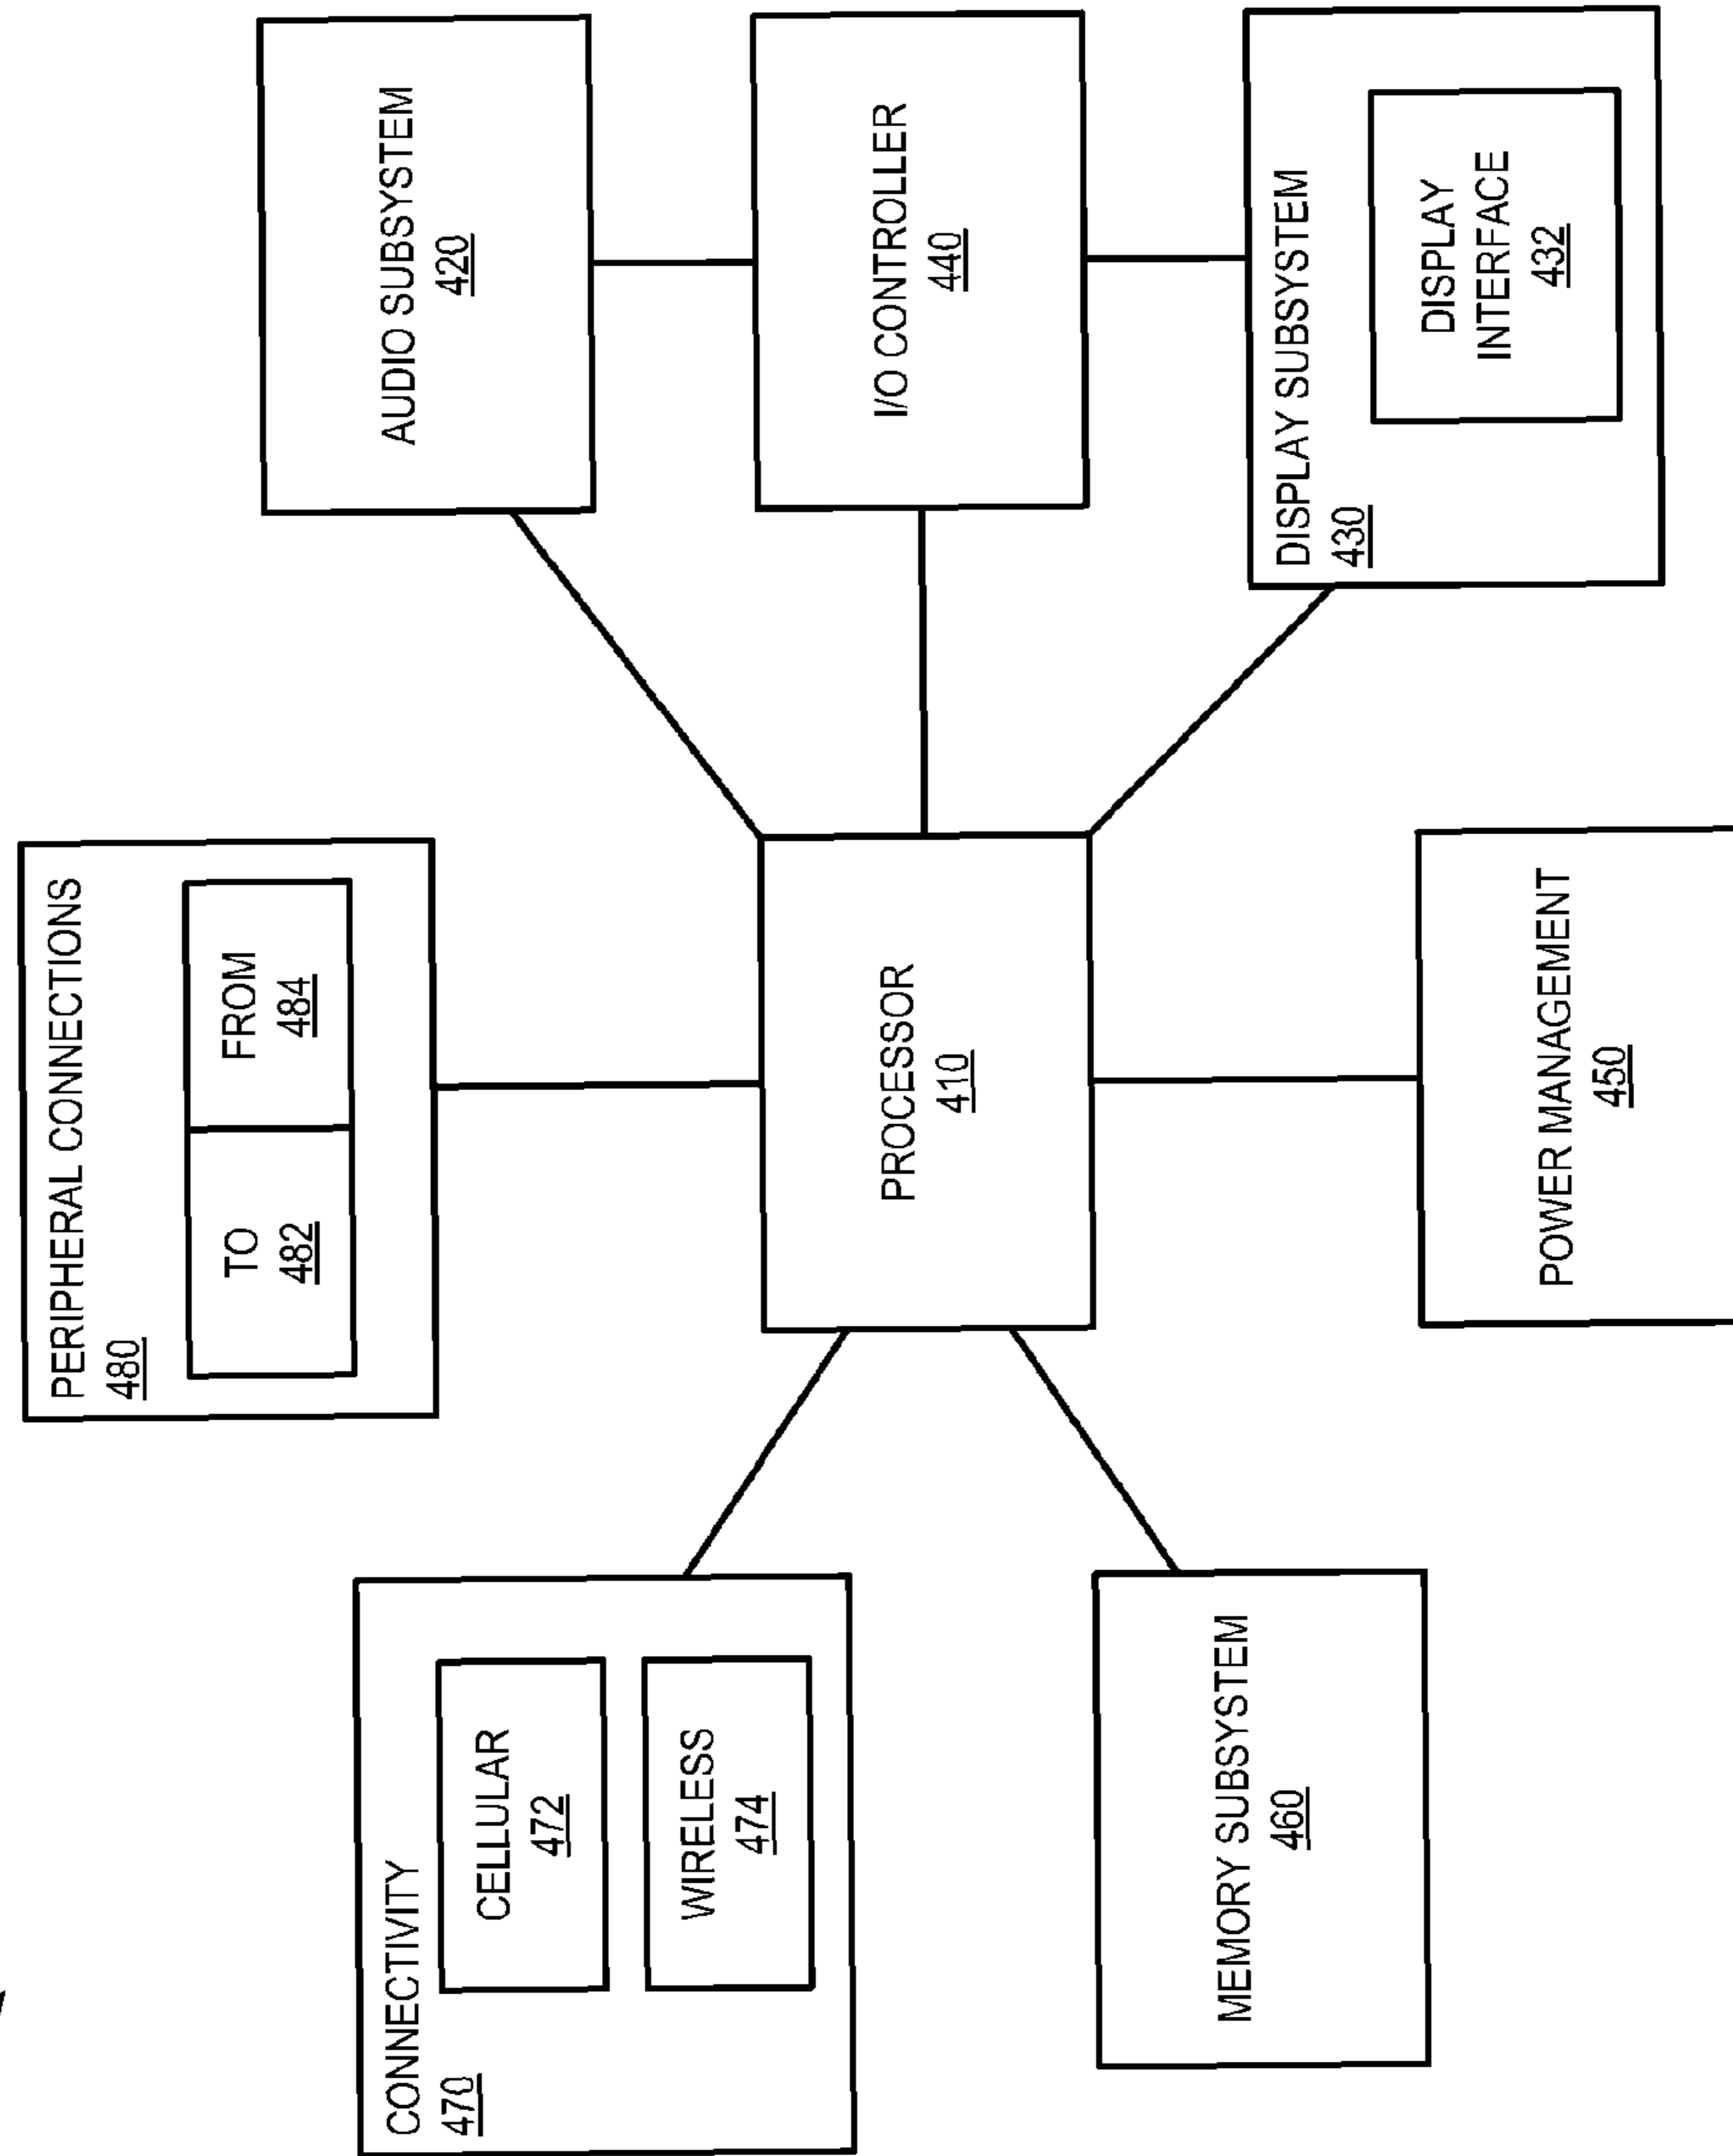 PERIPHERAL CONNECTIONS
480
TO
482
FROM
484
CONNECTIVITY
470
CELLULAR
472
WIRELESS
474
AUDIO SUBSYSTEM
420
PROCESSOR
410
I/O CONTROLLER
440
MEMORY SUBSYSTEM
460
POWER MANAGEMENT
450
DISPLAY SUBSYSTEM
430
DISPLAY
INTERFACE
432